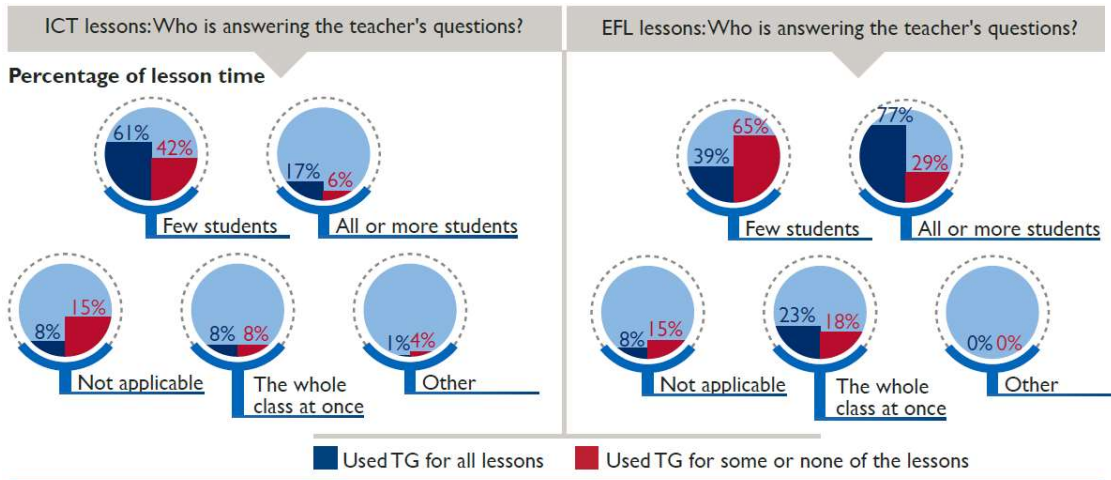 ICT lessons: Who is answering the teacher's questions?
EFL lessons: Who is answering the teacher's questions?
Percentage of lesson time
61%
42%
Few students
17%
6%
All or more students
39%
65%
Few students
77%
29%
All or more students
8%
15%
Not applicable
8%
8%
The whole
class at once
1%
4%
Other
8%
15%
Not applicable
23%
18%
The whole
class at once
0%
0%
Other
Used TG for all lessons
Used TG for some or none of the lessons